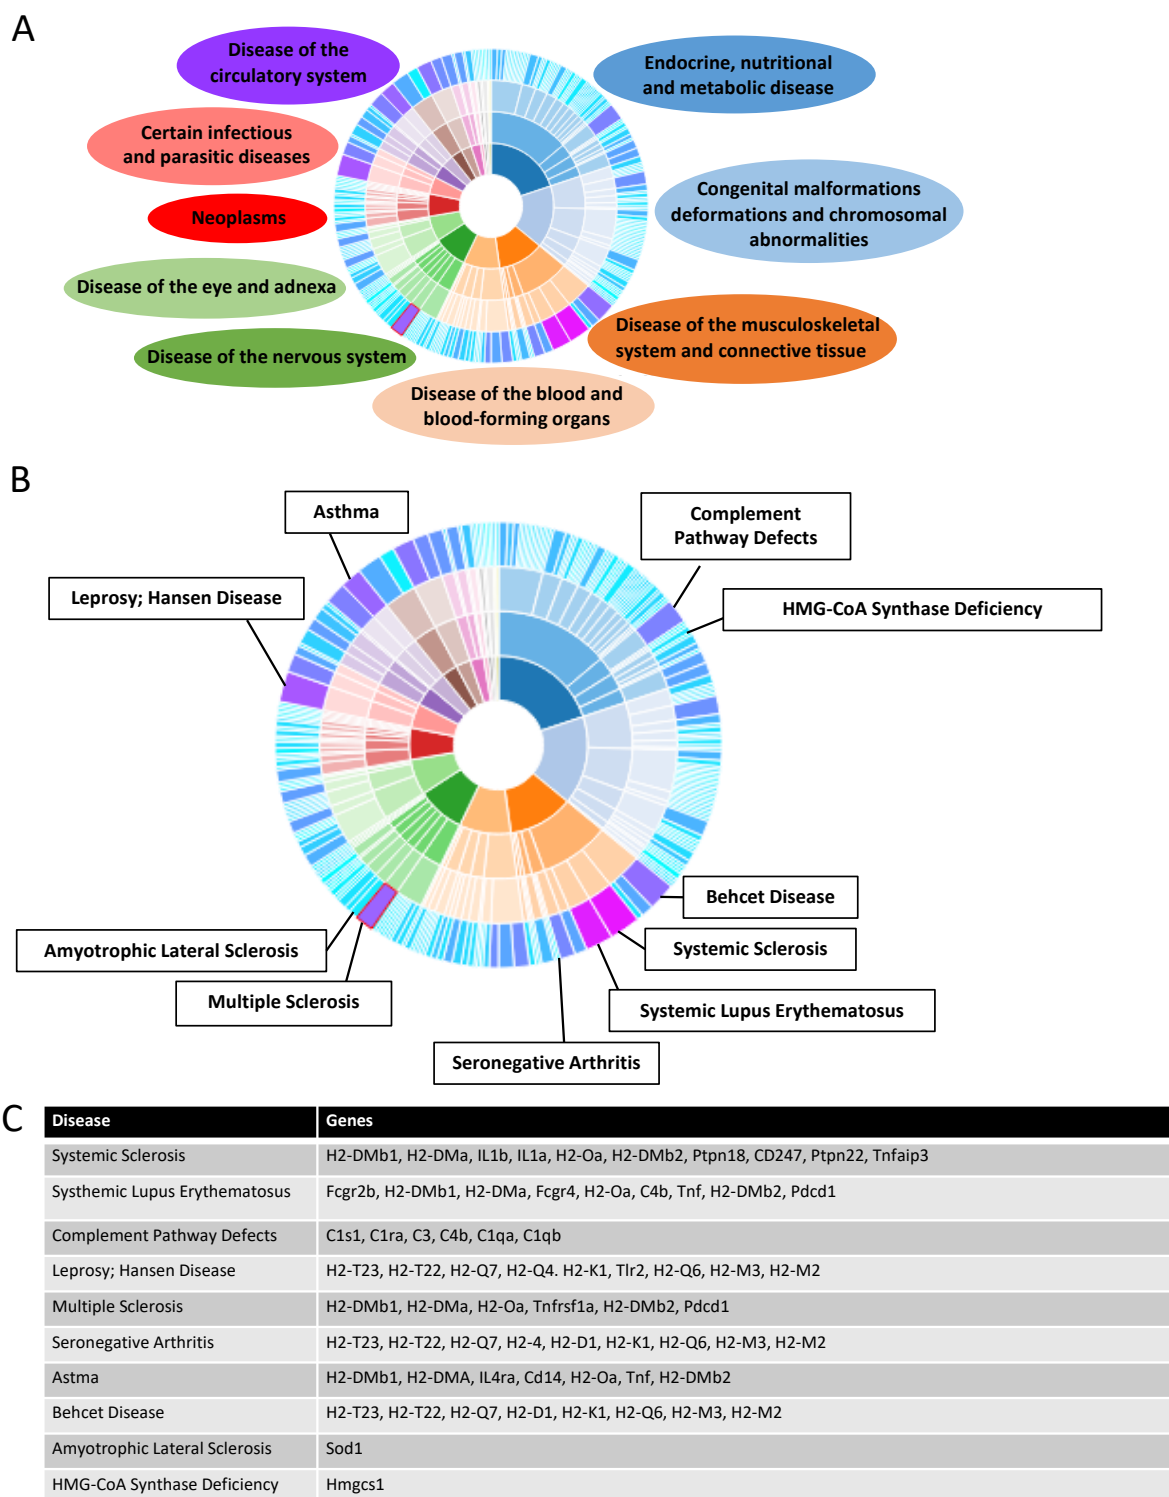 A
Disease of the
circulatory system
Endocrine, nutritional
and metabolic disease
Certain infectious
and parasitic diseases
Congenital malformations
deformations and chromosomal
abnormalities
Neoplasms
Disease of the eye and adnexa
Disease of the nervous system
Disease of the musculoskeletal
system and connective tissue
Disease of the blood and
blood-forming organs
B
Asthma
Complement
Pathway Defects
Leprosy; Hansen Disease
HMG-CoA Synthase Deficiency
Behcet Disease
Amyotrophic Lateral Sclerosis
Systemic Sclerosis
Multiple Sclerosis
Systemic Lupus Erythematosus
Seronegative Arthritis
C
Disease Genes
Systemic Sclerosis H2-DMb1, H2-DMa, IL1b, IL1a, H2-Oa, H2-DMb2, Ptpn18, CD247, Ptpn22, Tnfaip3
Systhemic Lupus Erythematosus Fcgr2b, H2-DMb1, H2-DMa, Fcgr4, H2-Oa, C4b, Tnf, H2-DMb2, Pdcd1
Complement Pathway Defects C1s1, C1ra, C3, C4b, C1qa, C1qb
Leprosy; Hansen Disease H2-T23, H2-T22, H2-Q7, H2-Q4. H2-K1, Tlr2, H2-Q6, H2-M3, H2-M2
Multiple Sclerosis H2-DMb1, H2-DMa, H2-Oa, Tnfrsf1a, H2-DMb2, Pdcd1
Seronegative Arthritis H2-T23, H2-T22, H2-Q7, H2-4, H2-D1, H2-K1, H2-Q6, H2-M3, H2-M2
Astma H2-DMb1, H2-DMA, IL4ra, Cd14, H2-Oa, Tnf, H2-DMb2
Behcet Disease H2-T23, H2-T22, H2-Q7, H2-D1, H2-K1, H2-Q6, H2-M3, H2-M2
Amyotrophic Lateral Sclerosis Sod1
HMG-CoA Synthase Deficiency Hmgcs1